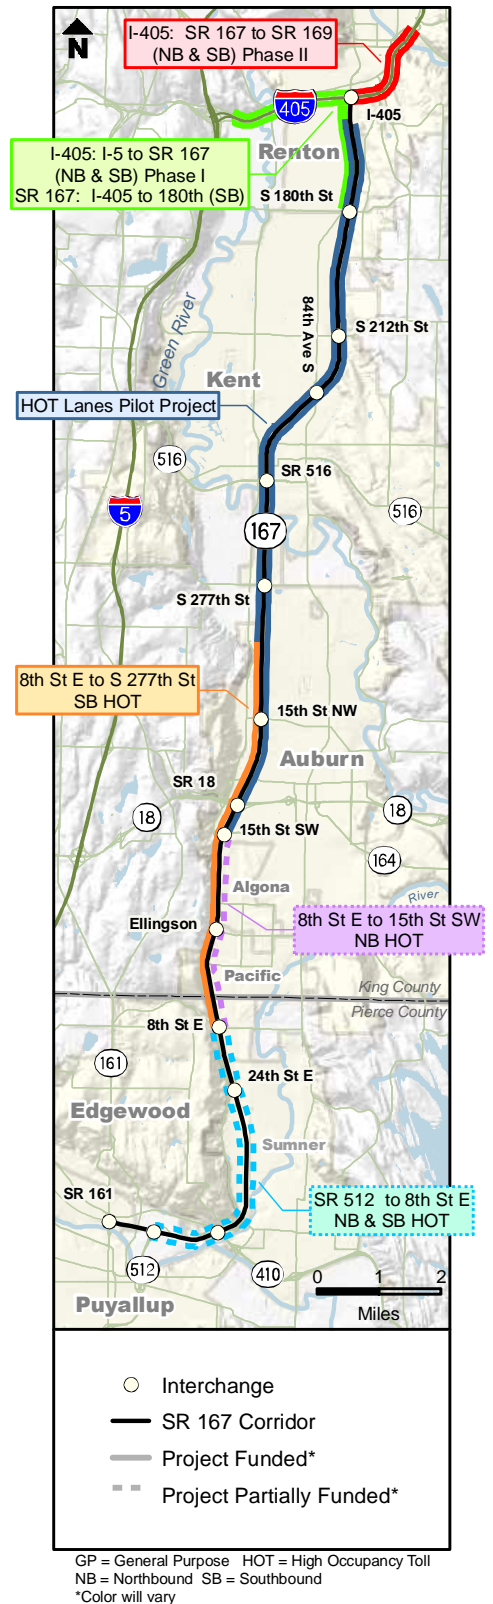 N
I-405: SR 167 to SR 169
(NB & SB) Phase II
405
I-405
I-405: I-5 to SR 167
(NB & SB) Phase I
SR 167: I-405 to 180th (SB)
Renton
S 180th St
84th Ave S
S 212th St
Green River
Kent
HOT Lanes Pilot Project
516
SR 516
5
167
516
S 277th St
8th St E to S 277th St
SB HOT
15th St NW
Auburn
SR 18
18
18
15th St SW
164
Algona
River
8th St E to 15th St SW
NB HOT
Ellingson
Pacific
King County
Pierce County
8th St E
161
24th St E
Edgewood
Sumner
SR 161
SR 512 to 8th St E
NB & SB HOT
512
410
Puyallup
0 1 2
Miles
Interchange
SR 167 Corridor
Project Funded*
Project Partially Funded*
GP = General Purpose HOT = High Occupancy Toll
NB = Northbound SB = Southbound
*Color will vary